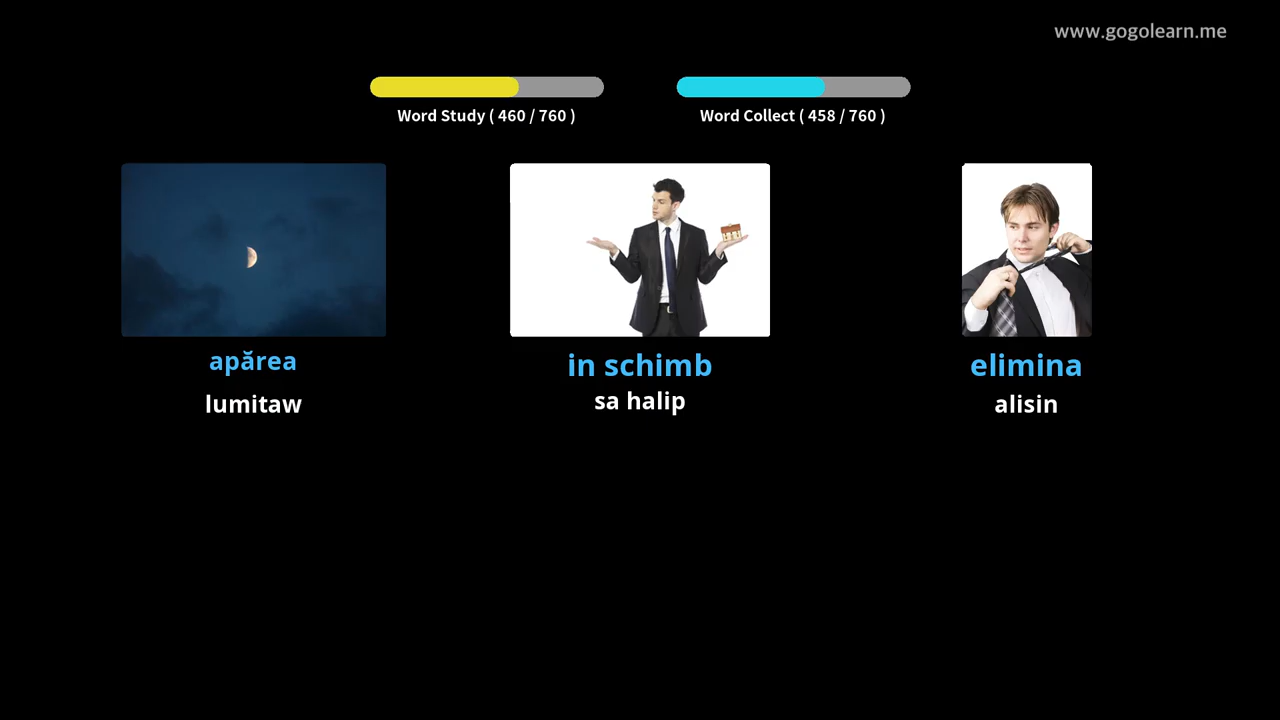 www.gogolearn.me
Word Study ( 460 / 760 )
Word Collect ( 458 / 760 )
apărea
lumitaw
in schimb
sa halip
elimina
alisin